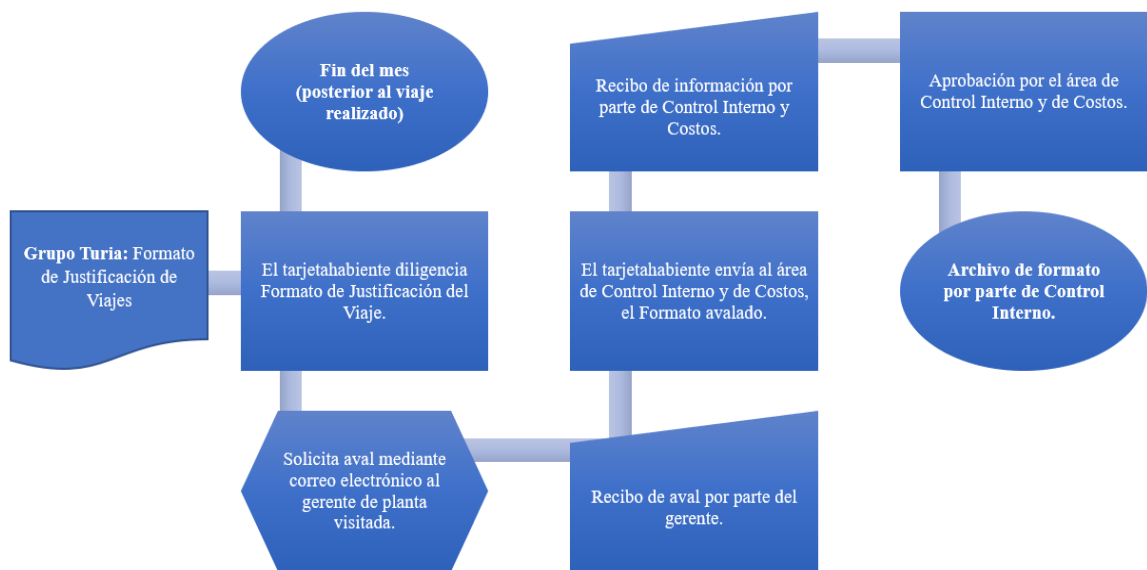 Fin del mes
(posterior al viaje
realizado)
Grupo Turia: Formato
de Justificación de
Viajes
El tarjetahabiente diligencia
Formato de Justificación del
Viaje.
Solicita aval mediante
correo electrónico al
gerente de planta
visitada.
Recibo de aval por parte del
gerente.
El tarjetahabiente envía al área
de Control Interno y de Costos,
el Formato avalado.
Recibo de información por
parte de Control Interno y
Costos.
Aprobación por el área de
Control Interno y de Costos.
Archivo de formato
por parte de Control
Interno.